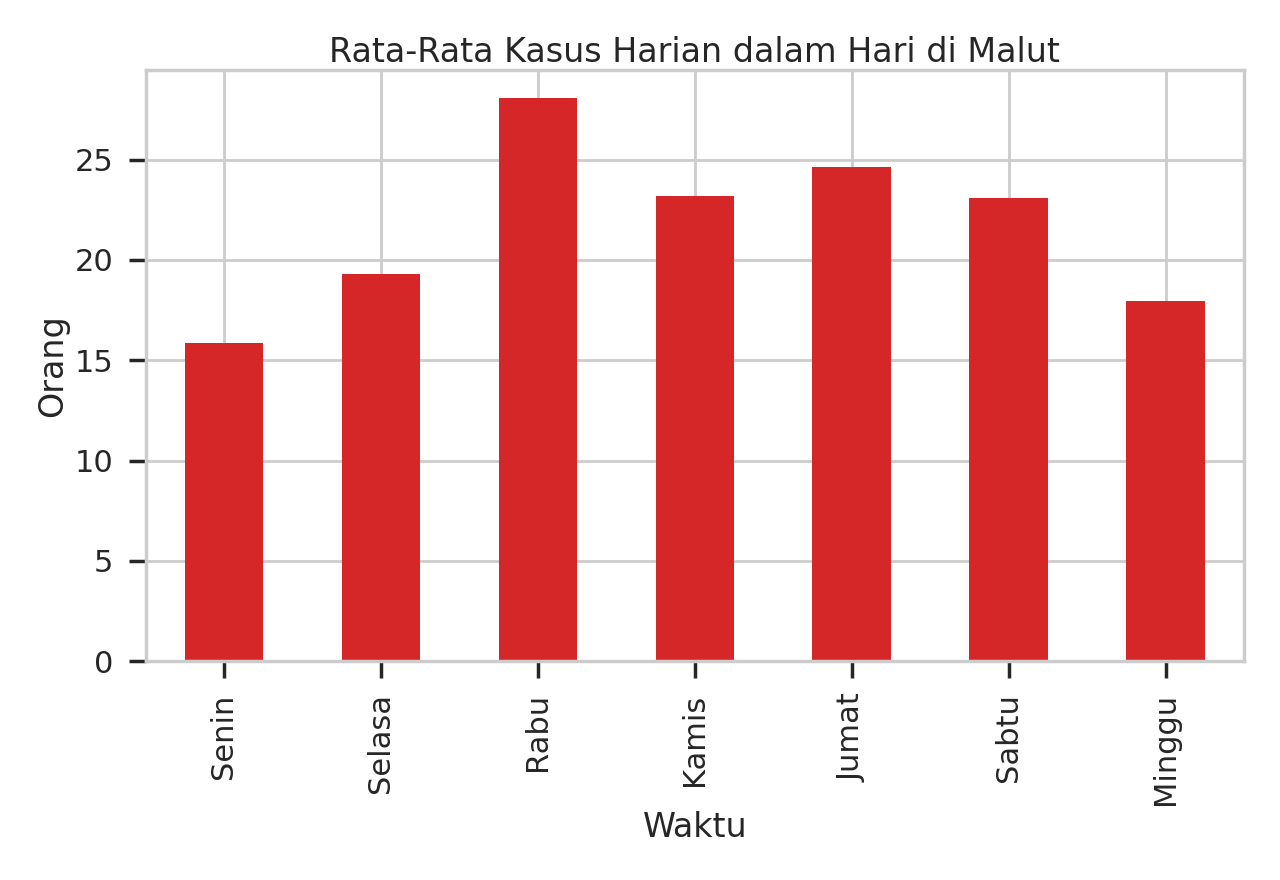 Rata-Rata Kasus Harian dalam Hari di Malut
Orang
25
20
15
10
5
0
Senin
Selasa
Rabu
Kamis
Jumat
Sabtu
Minggu
Waktu